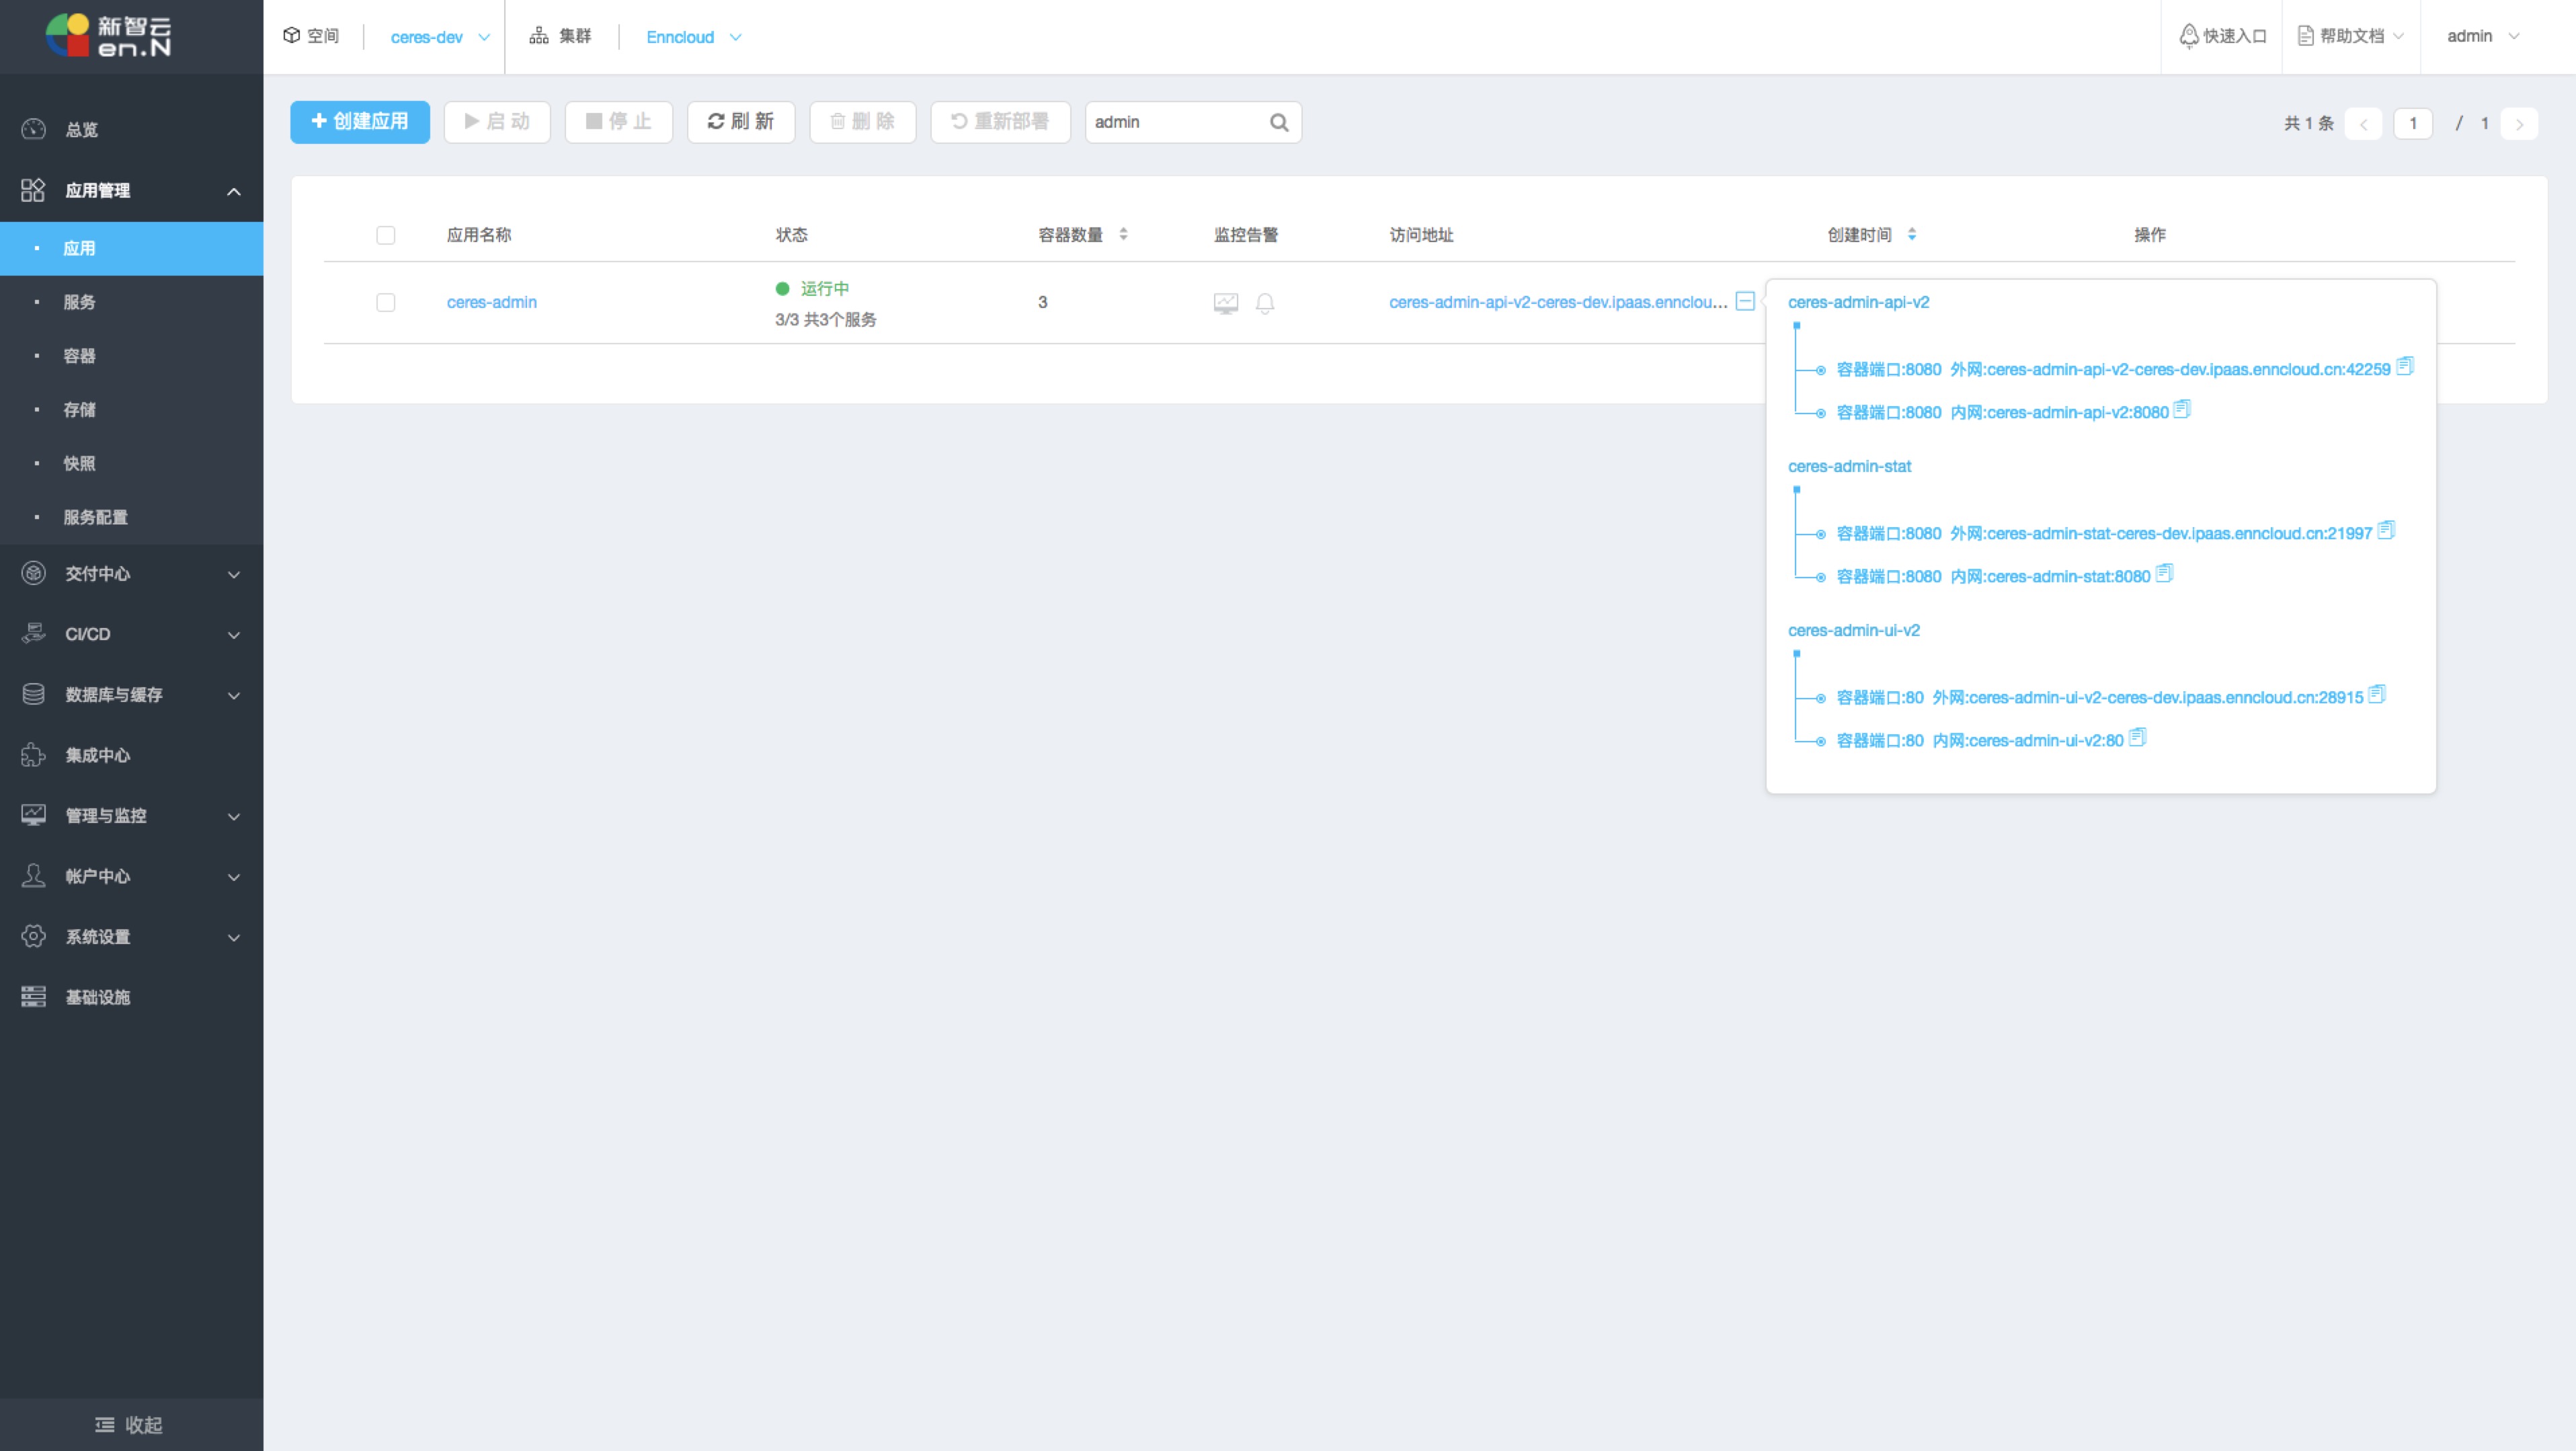 新智云
en.N
空间
ceres-dev
集群
Enncloud
快速入口
帮助文档
admin
总览
应用管理
应用
服务
容器
存储
快照
服务配置
交付中心
CI/CD
数据库与缓存
集成中心
管理与监控
帐户中心
系统设置
基础设施
收起
创建应用
启 动
停 止
刷 新
删 除
重新部署
admin
共 1 条
1 / 1
应用名称 状态 容器数量 监控告警 访问地址 创建时间 操作
ceres-admin
运行中
3/3 共3个服务
3
ceres-admin-api-v2-ceres-dev.ipaas.ennclou...
ceres-admin-api-v2
容器端口:8080 外网:ceres-admin-api-v2-ceres-dev.ipaas.enncloud.cn:42259
容器端口:8080 内网:ceres-admin-api-v2:8080
ceres-admin-stat
容器端口:8080 外网:ceres-admin-stat-ceres-dev.ipaas.enncloud.cn:21997
容器端口:8080 内网:ceres-admin-stat:8080
ceres-admin-ui-v2
容器端口:80 外网:ceres-admin-ui-v2-ceres-dev.ipaas.enncloud.cn:28915
容器端口:80 内网:ceres-admin-ui-v2:80